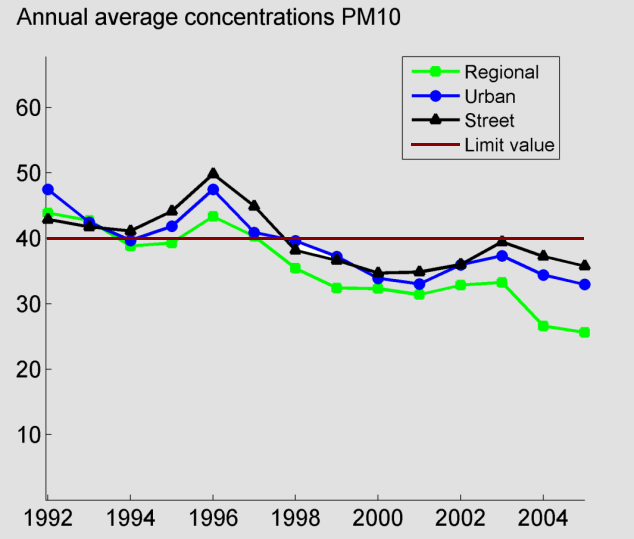 Annual average concentrations PM10
Regional
Urban
Street
Limit value
60
50
40
30
20
10
1992 1994 1996 1998 2000 2002 2004